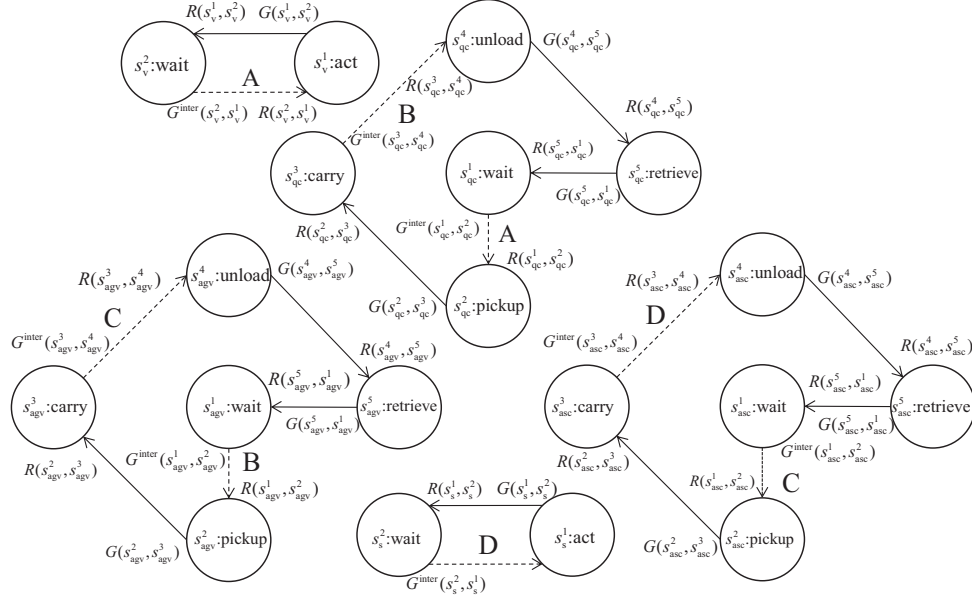 R(s_v^1, s_v^2) G(s_v^1, s_v^2)
s_v^2:wait
s_v^1:act
A
G^inter(s_v^2, s_v^1) R(s_v^2, s_v^1)
s_qc^4:unload
G(s_qc^4, s_qc^5)
R(s_qc^3, s_qc^4)
B
G^inter(s_qc^3, s_qc^4)
R(s_qc^4, s_qc^5)
s_qc^3:carry
s_qc^1:wait
R(s_qc^5, s_qc^1)
G(s_qc^5, s_qc^1)
s_qc^5:retrieve
R(s_qc^2, s_qc^3)
G^inter(s_qc^1, s_qc^2)
A
R(s_qc^1, s_qc^2)
G(s_qc^2, s_qc^3)
s_qc^2:pickup
R(s_agv^3, s_agv^4)
s_agv^4:unload
G(s_agv^4, s_agv^5)
C
G^inter(s_agv^3, s_agv^4)
R(s_agv^4, s_agv^5)
s_agv^3:carry
s_agv^1:wait
R(s_agv^5, s_agv^1)
G(s_agv^5, s_agv^1)
s_agv^5:retrieve
R(s_agv^2, s_agv^3)
G^inter(s_agv^1, s_agv^2)
B
R(s_agv^1, s_agv^2)
G(s_agv^2, s_agv^3)
s_agv^2:pickup
R(s_s^1, s_s^2) G(s_s^1, s_s^2)
s_s^2:wait
s_s^1:act
D
G^inter(s_s^2, s_s^1)
R(s_asc^3, s_asc^4)
s_asc^4:unload
G(s_asc^4, s_asc^5)
D
G^inter(s_asc^3, s_asc^4)
R(s_asc^4, s_asc^5)
s_asc^3:carry
s_asc^1:wait
R(s_asc^5, s_asc^1)
G(s_asc^5, s_asc^1)
s_asc^5:retrieve
R(s_asc^2, s_asc^3)
G^inter(s_asc^1, s_asc^2)
R(s_asc^1, s_asc^2)
C
G(s_asc^2, s_asc^3)
s_asc^2:pickup